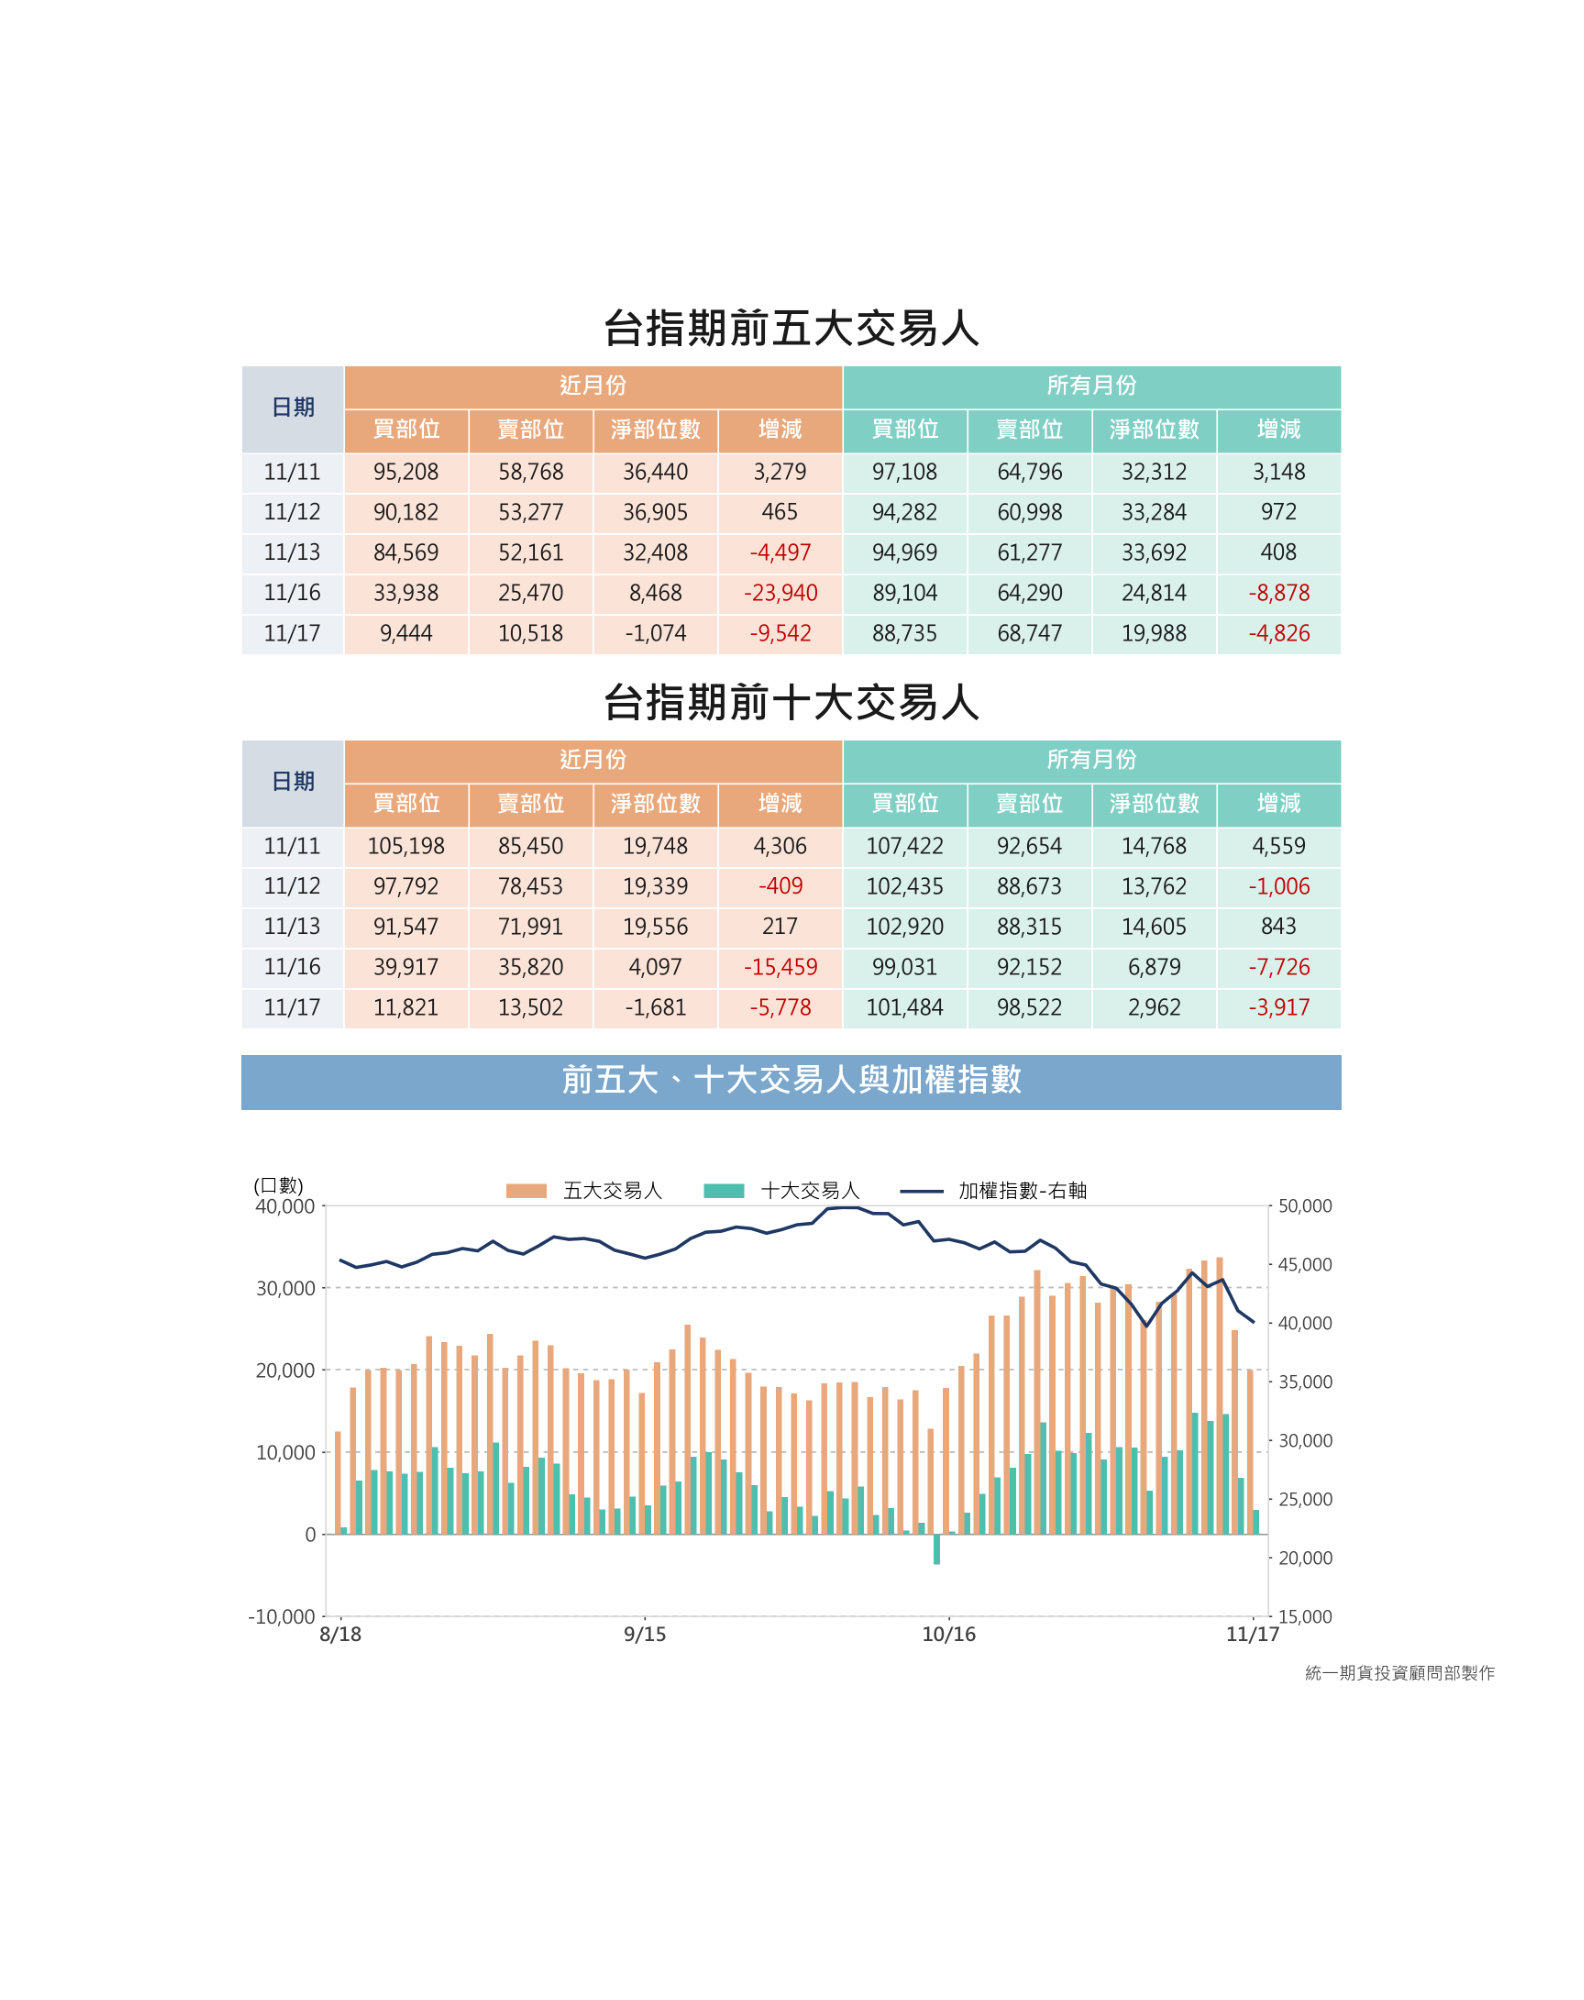 台指期前五大交易人
日期 近月份 所有月份
買部位 賣部位 淨部位數 增減 買部位 賣部位 淨部位數 增減
11/11 95,208 58,768 36,440 3,279 97,108 64,796 32,312 3,148
11/12 90,182 53,277 36,905 465 94,282 60,998 33,284 972
11/13 84,569 52,161 32,408 -4,497 94,969 61,277 33,692 408
11/16 33,938 25,470 8,468 -23,940 89,104 64,290 24,814 -8,878
11/17 9,444 10,518 -1,074 -9,542 88,735 68,747 19,988 -4,826
台指期前十大交易人
日期 近月份 所有月份
買部位 賣部位 淨部位數 增減 買部位 賣部位 淨部位數 增減
11/11 105,198 85,450 19,748 4,306 107,422 92,654 14,768 4,559
11/12 97,792 78,453 19,339 -409 102,435 88,673 13,762 -1,006
11/13 91,547 71,991 19,556 217 102,920 88,315 14,605 843
11/16 39,917 35,820 4,097 -15,459 99,031 92,152 6,879 -7,726
11/17 11,821 13,502 -1,681 -5,778 101,484 98,522 2,962 -3,917
前五大、十大交易人與加權指數
(口數) 五大交易人 十大交易人 加權指數-右軸
40,000 50,000
45,000
30,000
40,000
20,000 35,000
10,000 30,000
25,000
0
20,000
-10,000 15,000
8/18 9/15 10/16 11/17
統一期貨投資顧問部製作